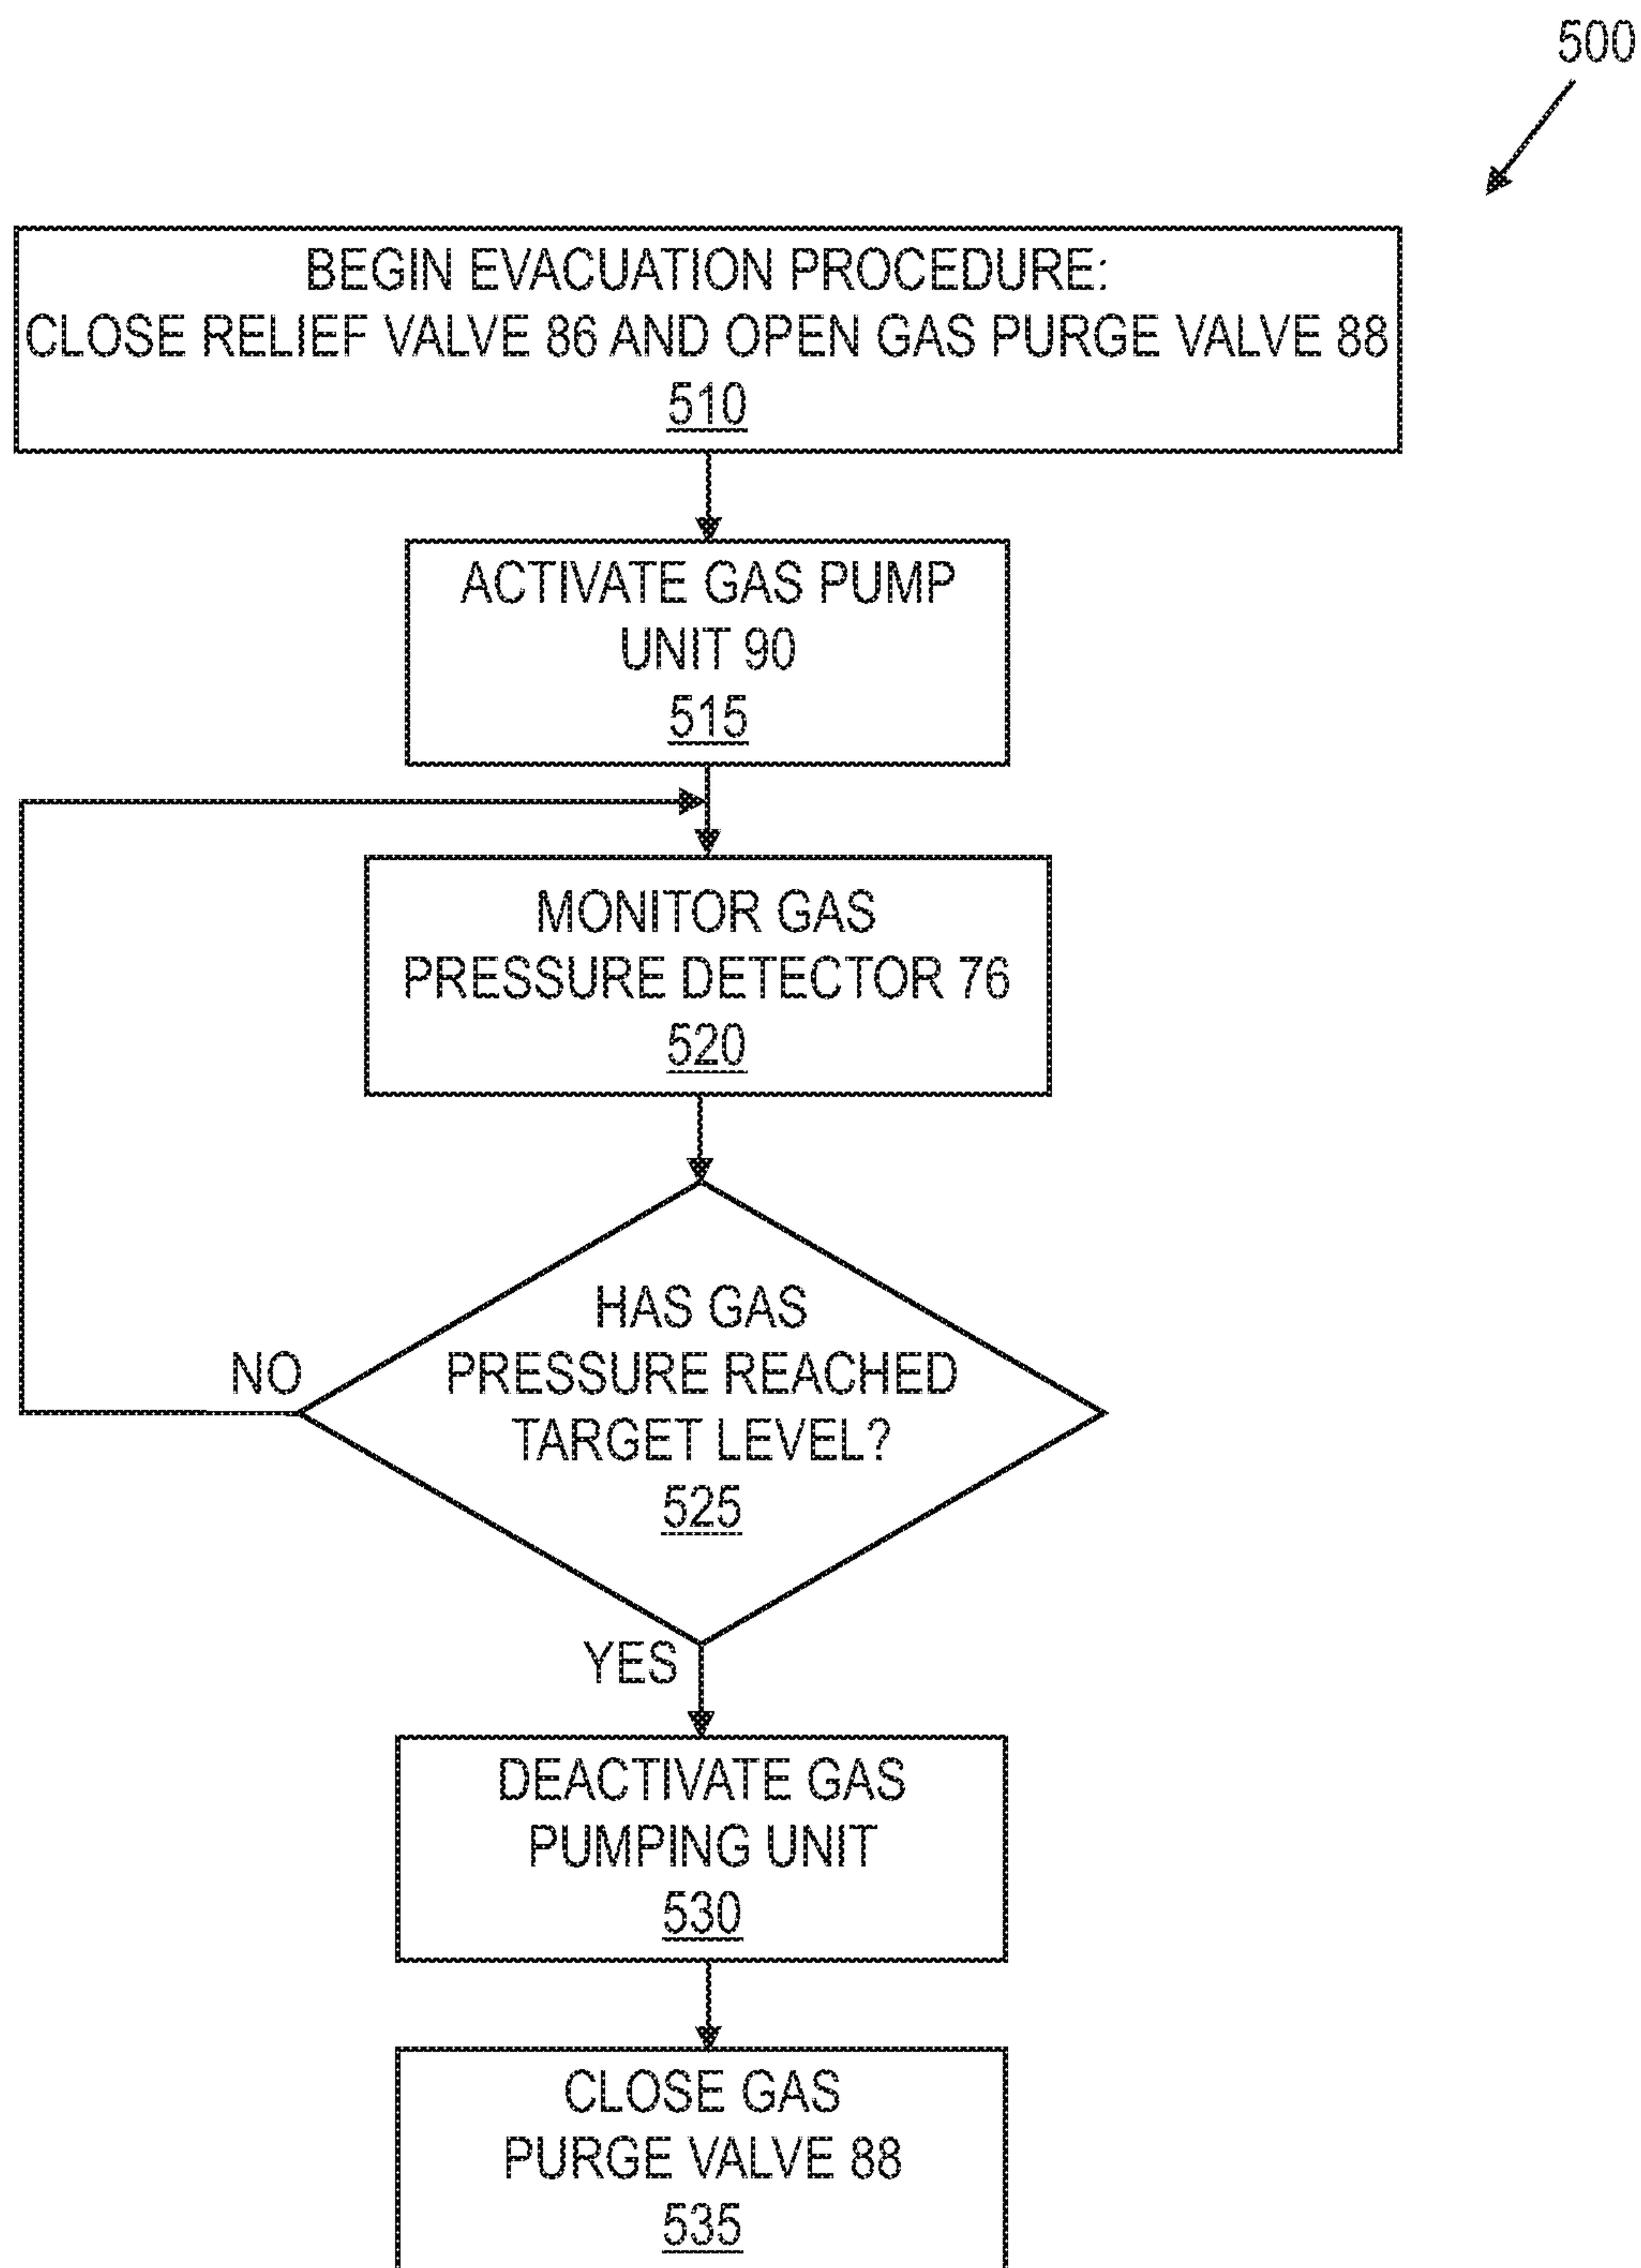 500
BEGIN EVACUATION PROCEDURE:
CLOSE RELIEF VALVE 86 AND OPEN GAS PURGE VALVE 88
510
ACTIVATE GAS PUMP
UNIT 90
515
MONITOR GAS
PRESSURE DETECTOR 76
520
HAS GAS
PRESSURE REACHED
TARGET LEVEL?
525
NO
YES
DEACTIVATE GAS
PUMPING UNIT
530
CLOSE GAS
PURGE VALVE 88
535